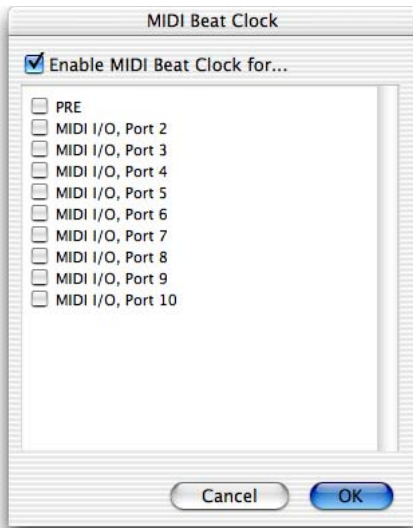 MIDI Beat Clock
Enable MIDI Beat Clock for...
PRE
MIDI I/O, Port 2
MIDI I/O, Port 3
MIDI I/O, Port 4
MIDI I/O, Port 5
MIDI I/O, Port 6
MIDI I/O, Port 7
MIDI I/O, Port 8
MIDI I/O, Port 9
MIDI I/O, Port 10
Cancel OK